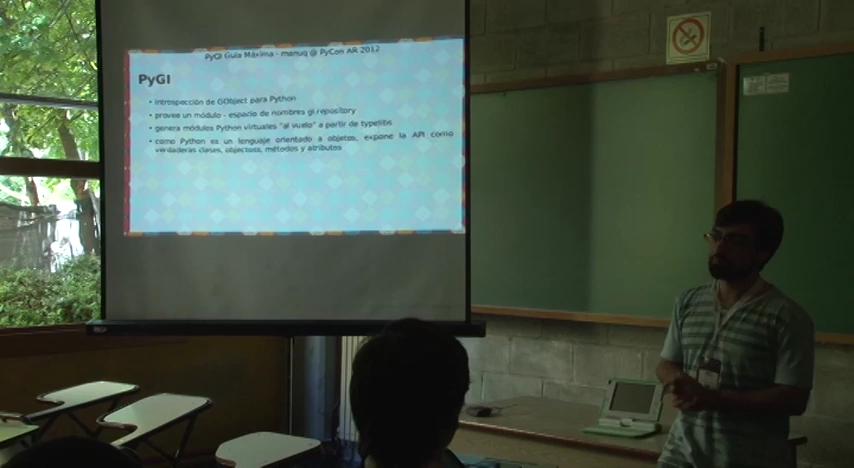 PyGI Guía Máxima - manuq @ PyCon AR 2012
PyGI
• introspección de GObject para Python
• provee un módulo - espacio de nombres gi.repository
• genera módulos Python virtuales "al vuelo" a partir de typelibs
• como Python es un lenguaje orientado a objetos, expone la API como
verdaderas clases, objectoss, métodos y atributos